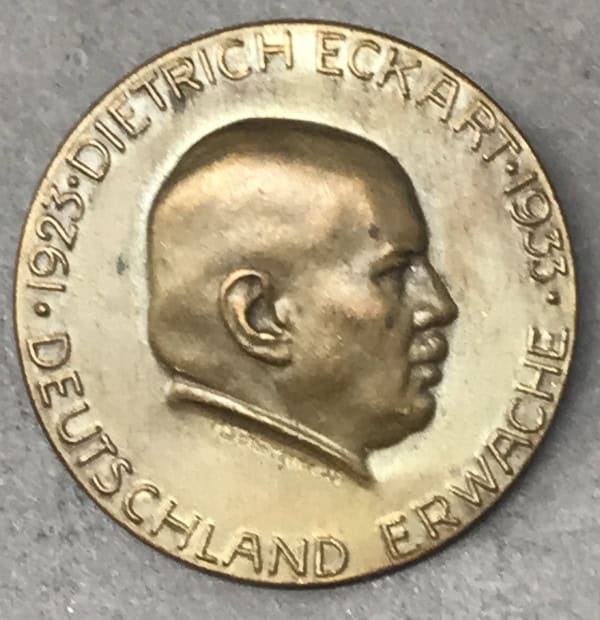 ·1923·DIETRICH ECKART·1933·
DEUTSCHLAND ERWACHE